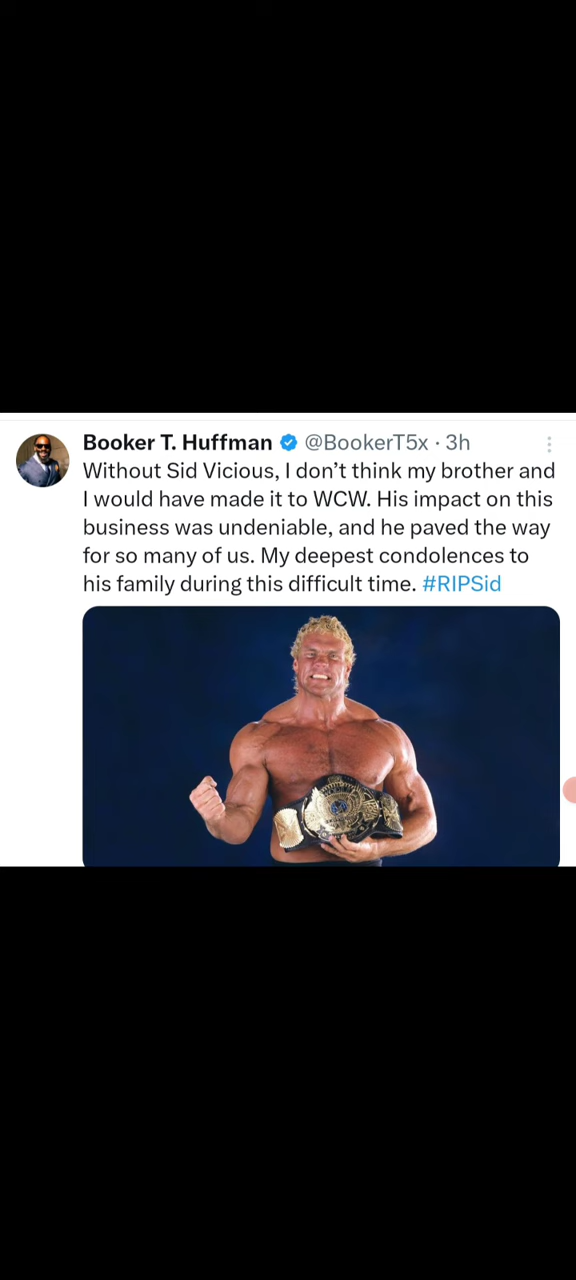 Booker T. Huffman @BookerT5x · 3h
Without Sid Vicious, I don’t think my brother and
I would have made it to WCW. His impact on this
business was undeniable, and he paved the way
for so many of us. My deepest condolences to
his family during this difficult time. #RIPSid